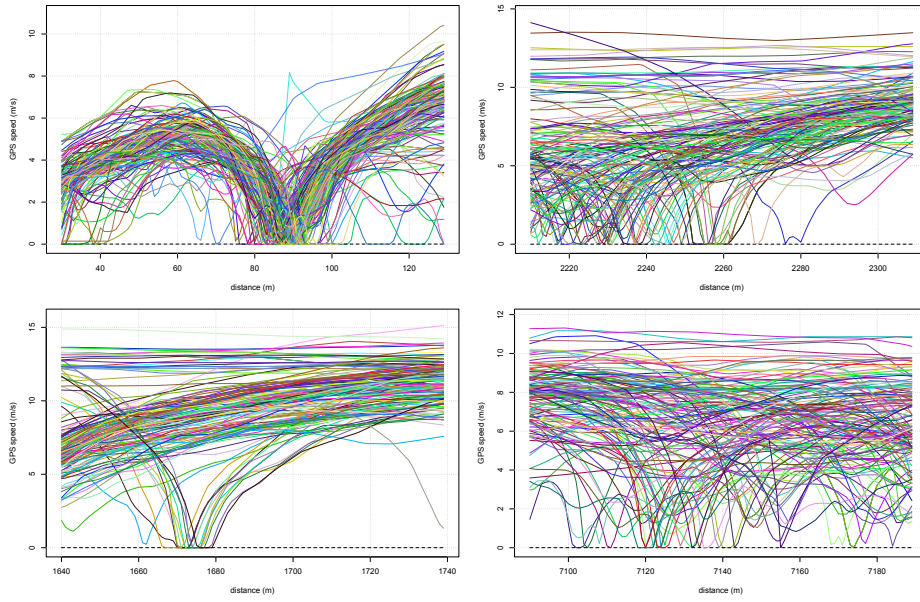 GPS speed (m/s)
0 2 4 6 8 10
40 60 80 100 120
distance (m)
GPS speed (m/s)
0 5 10 15
2220 2240 2260 2280 2300
distance (m)
GPS speed (m/s)
0 5 10 15
1640 1660 1680 1700 1720 1740
distance (m)
GPS speed (m/s)
0 2 4 6 8 10 12
7100 7120 7140 7160 7180
distance (m)